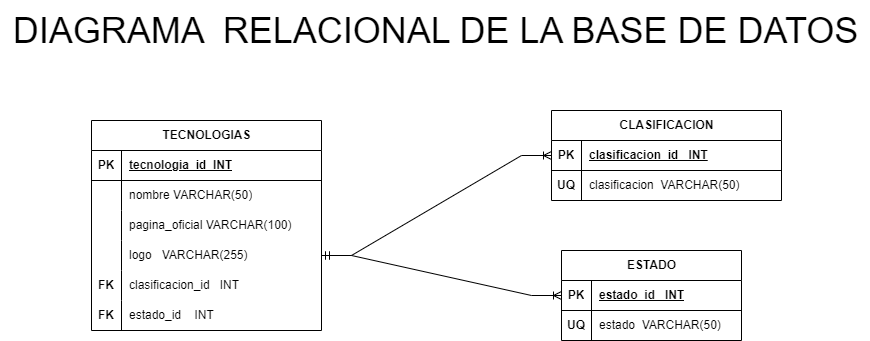 DIAGRAMA RELACIONAL DE LA BASE DE DATOS
TECNOLOGIAS
PK tecnologia_id INT
nombre VARCHAR(50)
pagina_oficial VARCHAR(100)
logo VARCHAR(255)
FK clasificacion_id INT
FK estado_id INT
CLASIFICACION
PK clasificacion_id INT
UQ clasificacion VARCHAR(50)
ESTADO
PK estado_id INT
UQ estado VARCHAR(50)